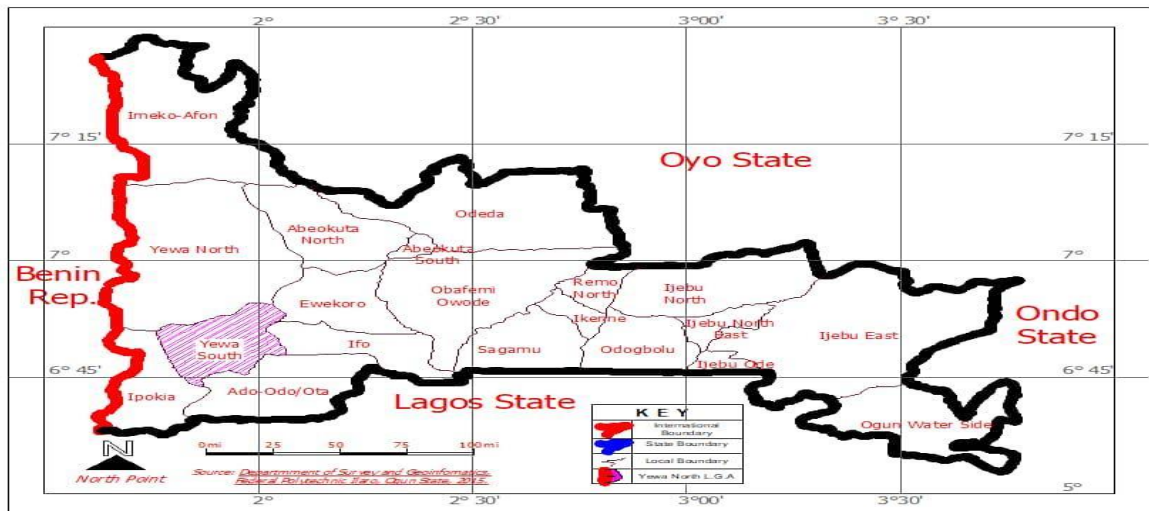 2° 2° 30' 3° 00' 3° 30'
Imeko-Afon
7° 15' 7° 15'
Oyo State
Odeda
Abeokuta
North
Yewa North
Abeokuta
South
7° 7°
Benin
Rep.
Obafemi
Owode
Remo
North
Ijebu
North
Ewekoro
Ikenne
Ijebu North
East
Ijebu East
Ondo
State
Yewa
South
Ifo
Sagamu
Odogbolu
Ijebu Ode
6° 45' 6° 45'
Ipokia
Ado-Odo/Ota
Lagos State
KEY
International
Boundary
State Boundary
Local Boundary
Yewa North L.G.A
Ogun Water Side
N
North Point
0mi 25 50 75 100mi
Source: Departmment of Survey and Geoinfomatics,
Federal Polytechnic Ilaro, Ogun State, 2015.
5°
2° 2° 30' 3° 00' 3° 30'